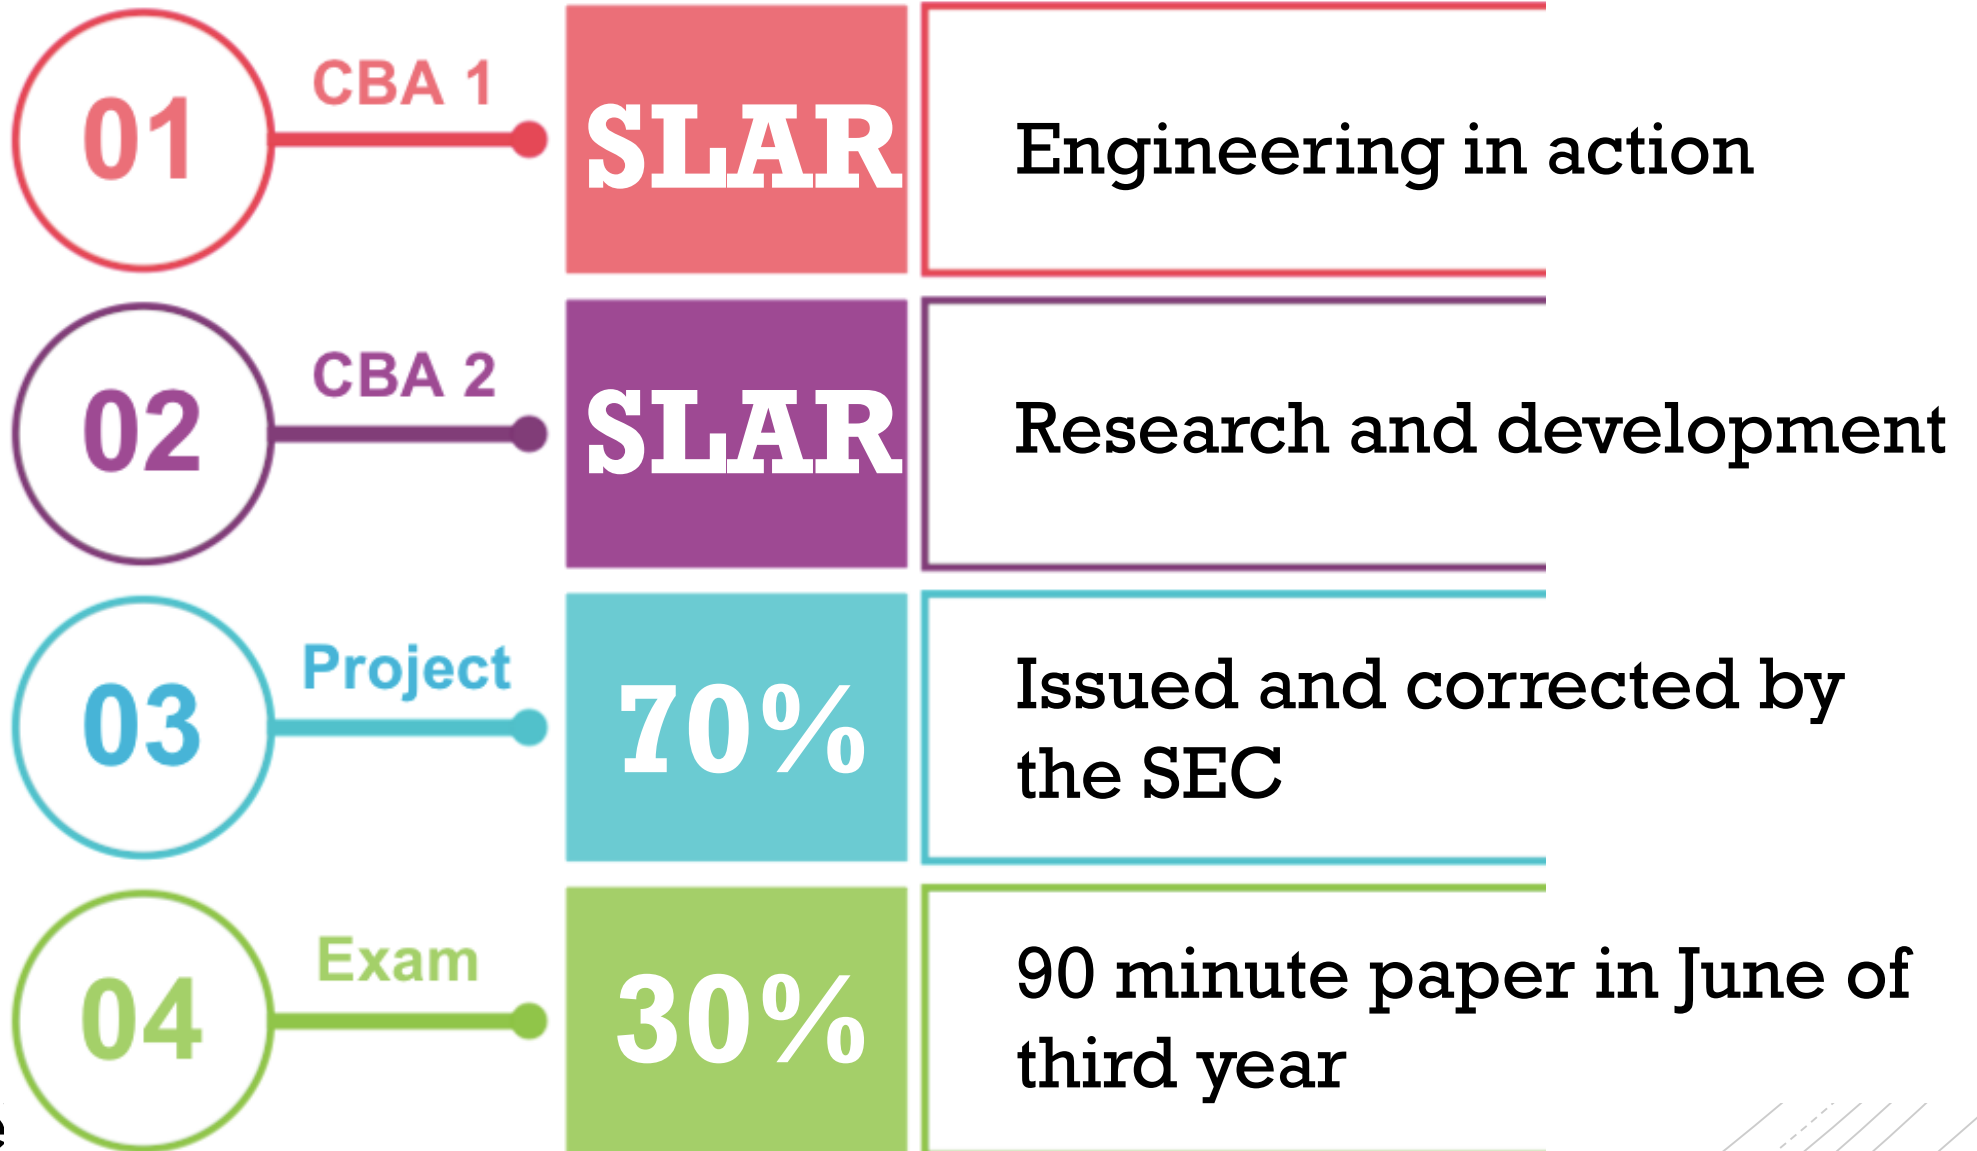 01
CBA 1
SLAR
Engineering in action
02
CBA 2
SLAR
Research and development
03
Project
70%
Issued and corrected by
the SEC
04
Exam
30%
90 minute paper in June of
third year